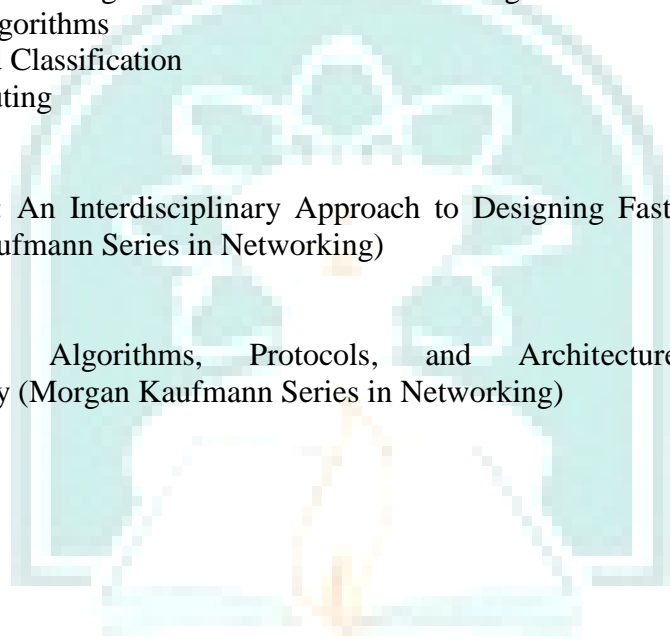 gorithms
Classification
uting
An Interdisciplinary Approach to Designing Fast
ufmann Series in Networking)
Algorithms, Protocols, and Architecture
y (Morgan Kaufmann Series in Networking)